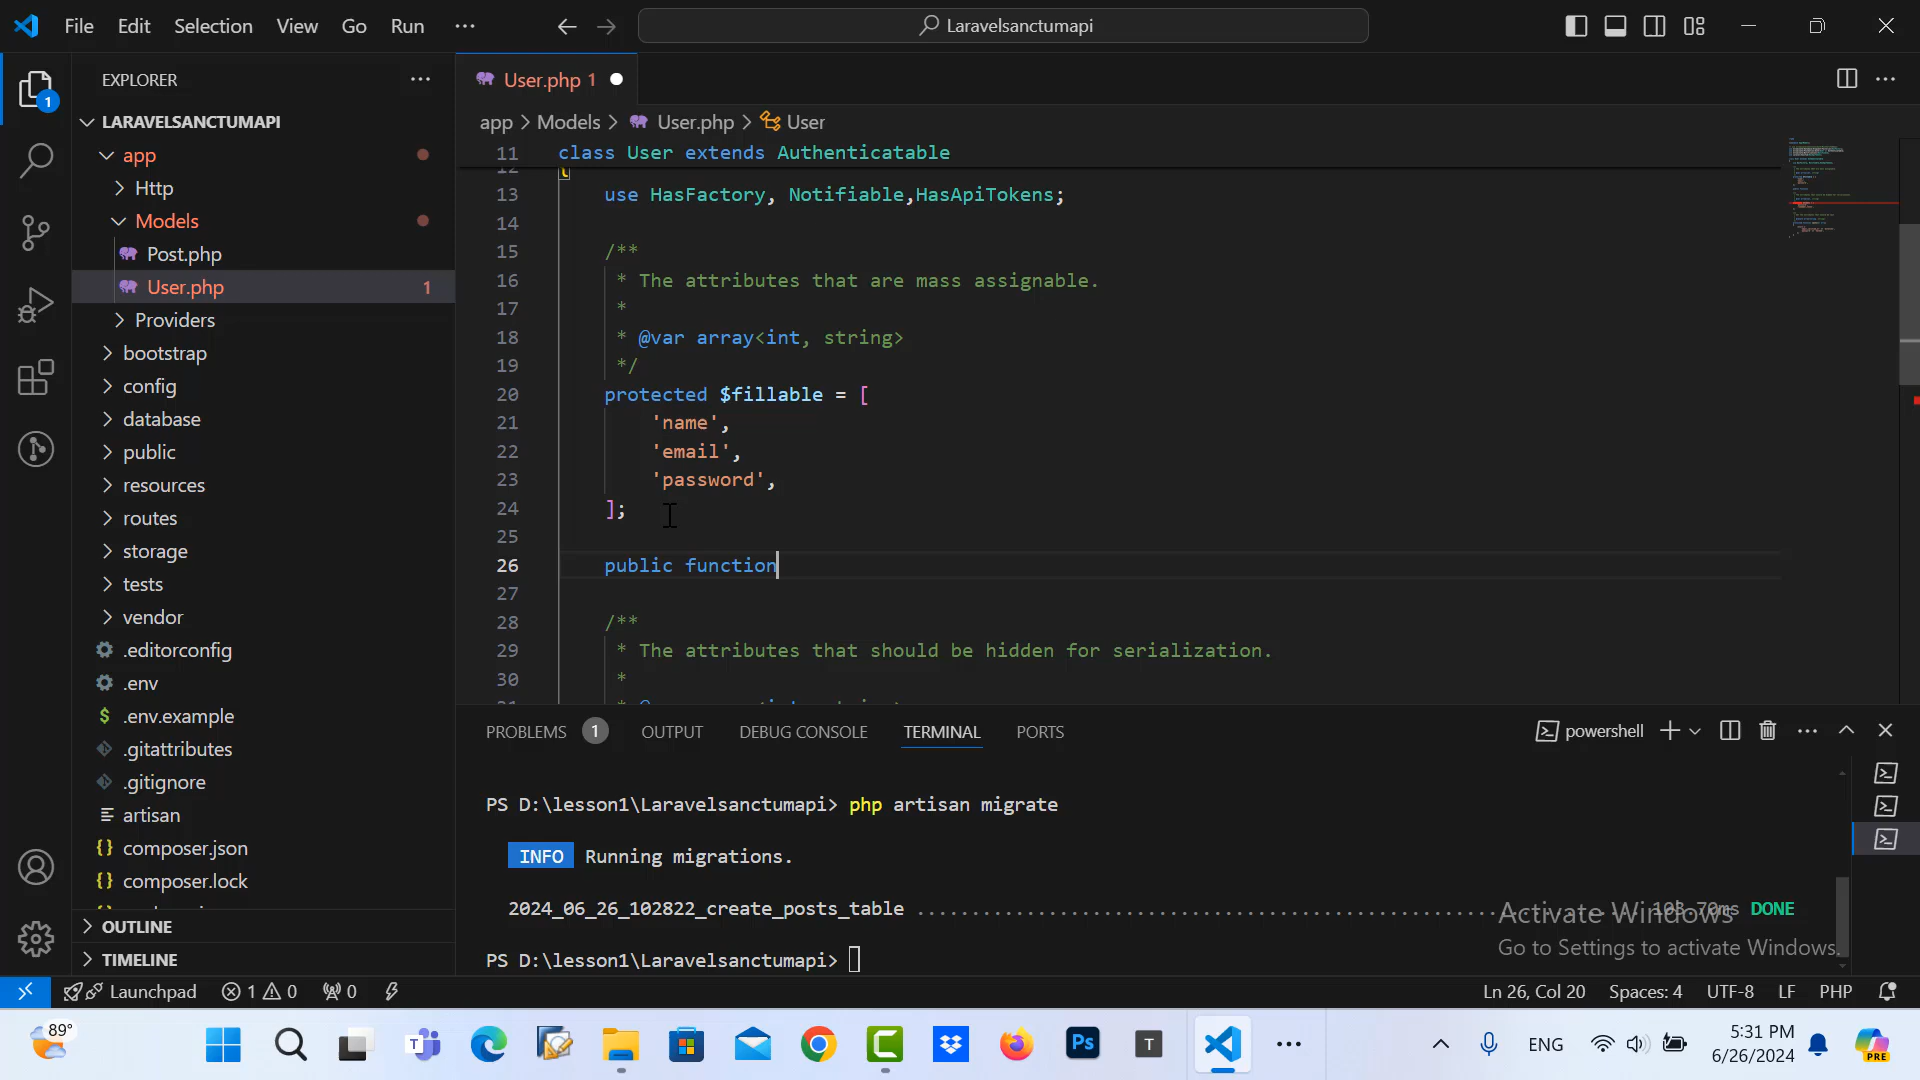 File Edit Selection View Go Run ··· Laravelsanctumapi
EXPLORER ···
User.php 1
app > Models > User.php > User
LARAVELSANCTUMAPI
app
Http
Models
Post.php
User.php 1
Providers
bootstrap
config
database
public
resources
routes
storage
tests
vendor
.editorconfig
.env
.env.example
.gitattributes
.gitignore
artisan
composer.json
composer.lock
OUTLINE
TIMELINE
11 class User extends Authenticatable
12 {
13 use HasFactory, Notifiable,HasApiTokens;
14
15 /**
16 * The attributes that are mass assignable.
17 *
18 * @var array<int, string>
19 */
20 protected $fillable = [
21 'name',
22 'email',
23 'password',
24 ];
25
26 public function
27
28 /**
29 * The attributes that should be hidden for serialization.
30 *
PROBLEMS 1 OUTPUT DEBUG CONSOLE TERMINAL PORTS powershell
PS D:\lesson1\Laravelsanctumapi> php artisan migrate
INFO Running migrations.
2024_06_26_102822_create_posts_table ........ 103.70ms DONE
PS D:\lesson1\Laravelsanctumapi>
Activate Windows
Go to Settings to activate Windows.
Launchpad 1 0 0 Ln 26, Col 20 Spaces: 4 UTF-8 LF PHP
89° ENG 5:31 PM
6/26/2024